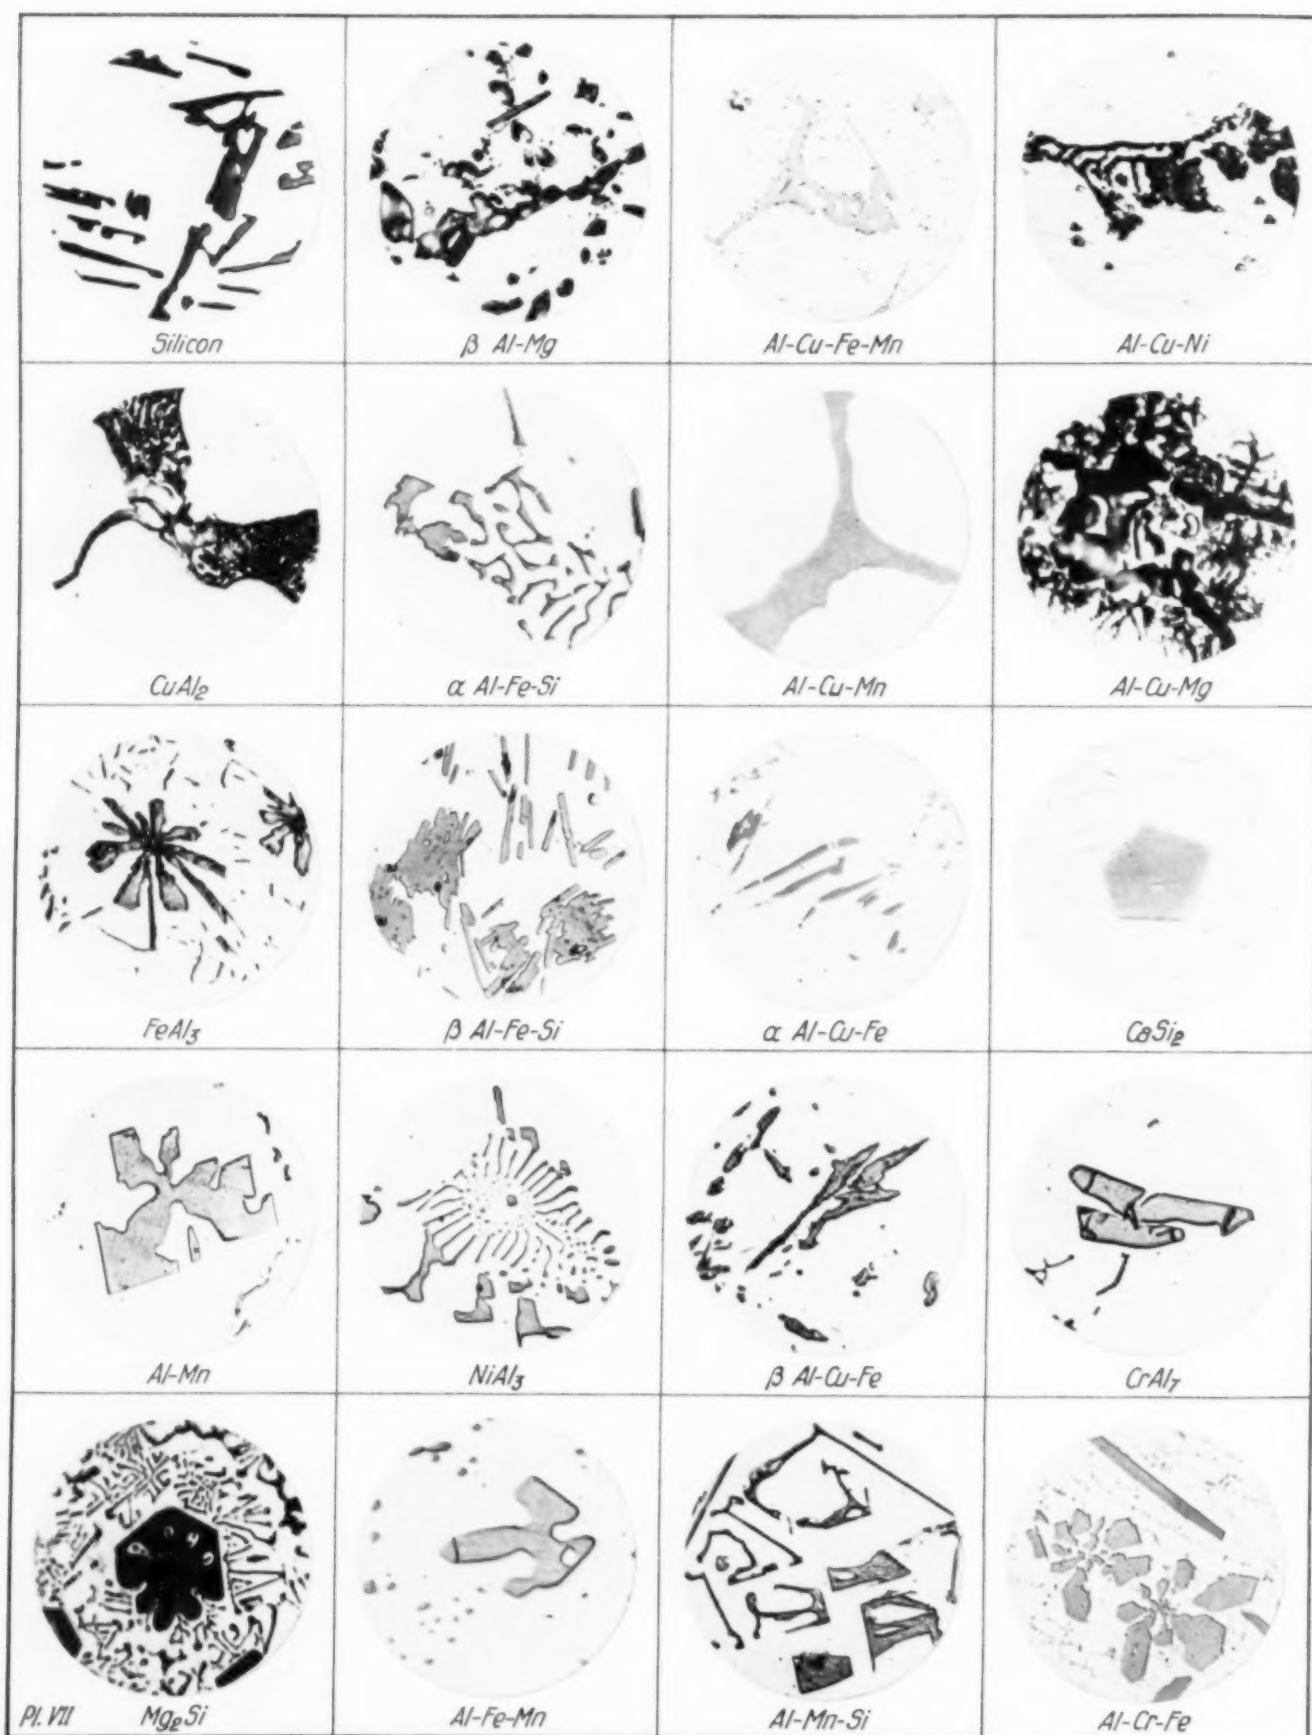 Silicon
β Al-Mg
Al-Cu-Fe-Mn
Al-Cu-Ni
CuAl₂
α Al-Fe-Si
Al-Cu-Mn
Al-Cu-Mg
FeAl₃
β Al-Fe-Si
α Al-Cu-Fe
CaSi₂
Al-Mn
NiAl₃
β Al-Cu-Fe
CrAl₇
Pl. VII Mg₂Si
Al-Fe-Mn
Al-Mn-Si
Al-Cr-Fe